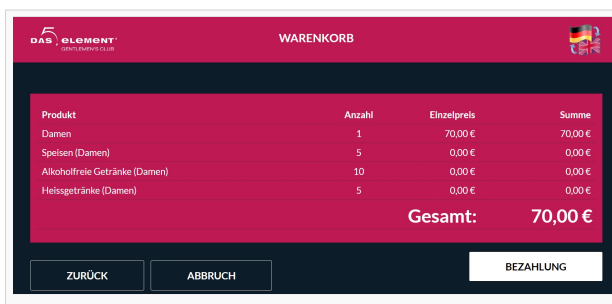 DAS 5 ELEMENT
GENTLEMEN'S CLUB
WARENKORB
Produkt Anzahl Einzelpreis Summe
Damen 1 70,00 € 70,00 €
Speisen (Damen) 5 0,00 € 0,00 €
Alkoholfreie Getränke (Damen) 10 0,00 € 0,00 €
Heissgetränke (Damen) 5 0,00 € 0,00 €
Gesamt: 70,00 €
ZURÜCK ABBRUCH BEZAHLUNG